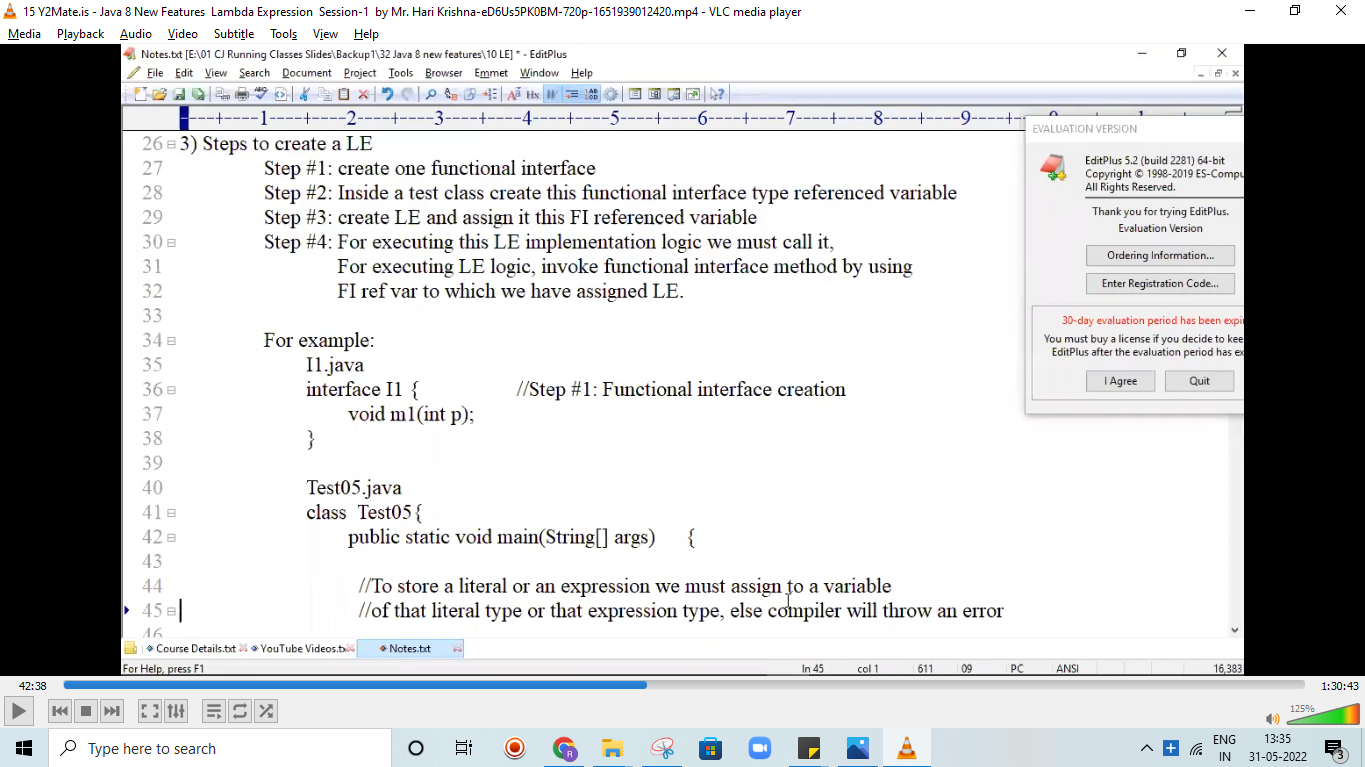 15 Y2Mate.is - Java 8 New Features Lambda Expression Session-1 by Mr. Hari Krishna-eD6Us5PK0BM-720p-1651939012420.mp4 - VLC media player
Media Playback Audio Video Subtitle Tools View Help
Notes.txt [E:\01 CJ Running Classes Slides\Backup1\32 Java 8 new features\10 LE] * - EditPlus
File Edit View Search Document Project Tools Browser Emmet Window Help
----+----1----+----2----+----3----+----4----+----5----+----6----+----7----+----8----+----9----+
26 3) Steps to create a LE
27 Step #1: create one functional interface
28 Step #2: Inside a test class create this functional interface type referenced variable
29 Step #3: create LE and assign it this FI referenced variable
30 Step #4: For executing this LE implementation logic we must call it,
31 For executing LE logic, invoke functional interface method by using
32 FI ref var to which we have assigned LE.
33
34 For example:
35 I1.java
36 interface I1 { //Step #1: Functional interface creation
37 void m1(int p);
38 }
39
40 Test05.java
41 class Test05{
42 public static void main(String[] args) {
43
44 //To store a literal or an expression we must assign to a variable
45 //of that literal type or that expression type, else compiler will throw an error
46
EVALUATION VERSION
EditPlus 5.2 (build 2281) 64-bit
Copyright © 1998-2019 ES-Compu
All Rights Reserved.
Thank you for trying EditPlus.
Evaluation Version
Ordering Information...
Enter Registration Code...
30-day evaluation period has been expir
You must buy a license if you decide to kee
EditPlus after the evaluation period has ex
I Agree Quit
Course Details.txt YouTube Videos.tx Notes.txt
For Help, press F1 ln 45 col 1 611 09 PC ANSI 16,383
42:38 1:30:43
125%
Type here to search
ENG
IN
13:35
31-05-2022
3